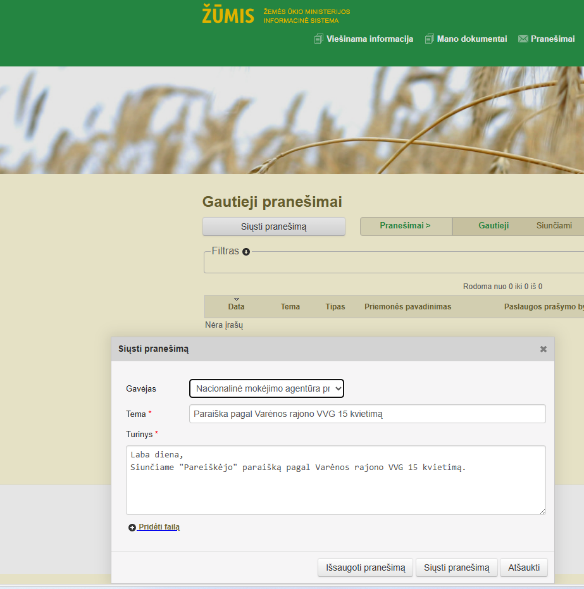 ŽŪMIS
ŽEMĖS ŪKIO MINISTERIJOS
INFORMACINĖ SISTEMA
Viešinama informacija Mano dokumentai Pranešimai
Gautieji pranešimai
Siųsti pranešimą Pranešimai > Gautieji Siunčiami
Filtras
Rodoma nuo 0 iki 0 iš 0
Data Tema Tipas Priemonės pavadinimas Paslaugos prašymo by
Nėra įrašų
Siųsti pranešimą
Gavėjas Nacionalinė mokėjimo agentūra pr
Tema * Paraiška pagal Varėnos rajono VVG 15 kvietimą
Turinys *
Laba diena,
Siunčiame "Pareiškėjo" paraišką pagal Varėnos rajono VVG 15 kvietimą.
Pridėti failą
Išsaugoti pranešimą Siųsti pranešimą Atšaukti